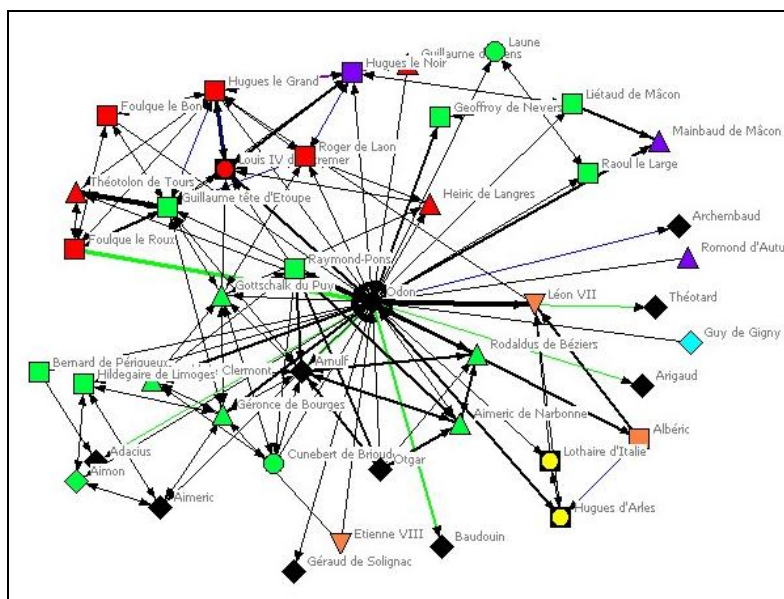 Laune
Guillaume d
ens
Hugues le Noir
Hugues le Grand
Liétaud de Mâcon
Foulque le Bon
Geoffroy de Nevers
Mainbaud de Mâcon
Roger de Laon
Raoul le Large
Louis IV d
tremer
Théotolon de Tours
Guillaume tête d'Etoupe
Heiric de Langres
Archembaud
Foulque le Roux
Romond d'Autu
Raymond-Pons
Gottschalk du Puy
Odon
Léon VII
Théotard
Guy de Gigny
Rodaldus de Béziers
Bernard de Périgueux
Clermont
Arnulf
Hildegaire de Limoges
Arigaud
Géronce de Bourges
Aimeric de Narbonne
Albéric
Adacius
Cunebert de Brioud
Otgar
Lothaire d'Italie
Aimon
Aimeric
Hugues d'Arles
Etienne VIII
Baudouin
Géraud de Solignac